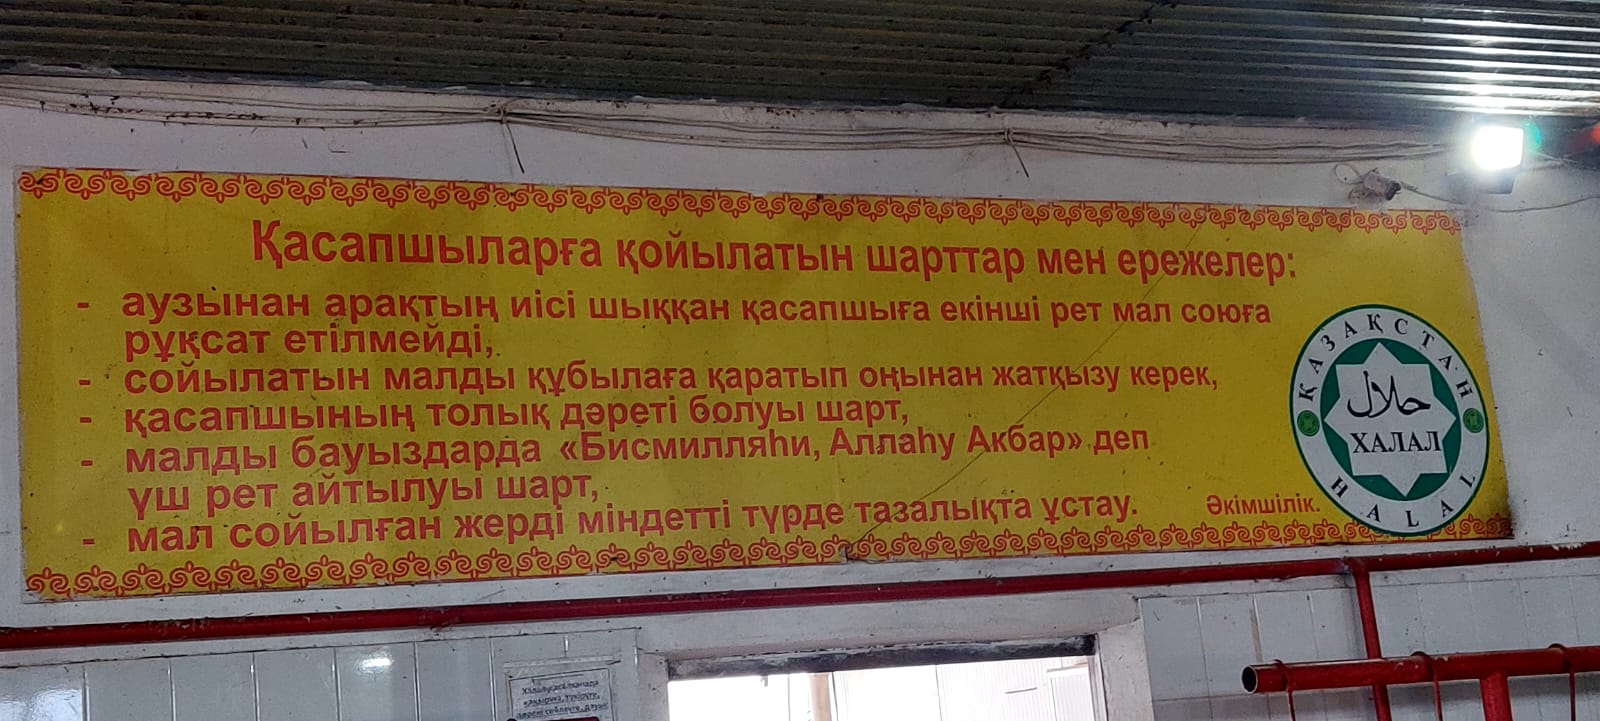 Қасапшыларға қойылатын шарттар мен ережелер:
- аузынан арақтың иісі шыққан қасапшыға екінші рет мал союға
рұқсат етілмейді,
- сойылатын малды құбылаға қаратып оңынан жатқызу керек,
- қасапшының толық дәреті болуы шарт,
- малды бауыздарда «Бисмилляһи, Аллаһу Акбар» деп
үш рет айтылуы шарт,
- мал сойылған жерді міндетті түрде тазалықта ұстау.
Әкімшілік.
ҚАЗАҚСТАН
حلال
ХАЛАЛ
HALAL